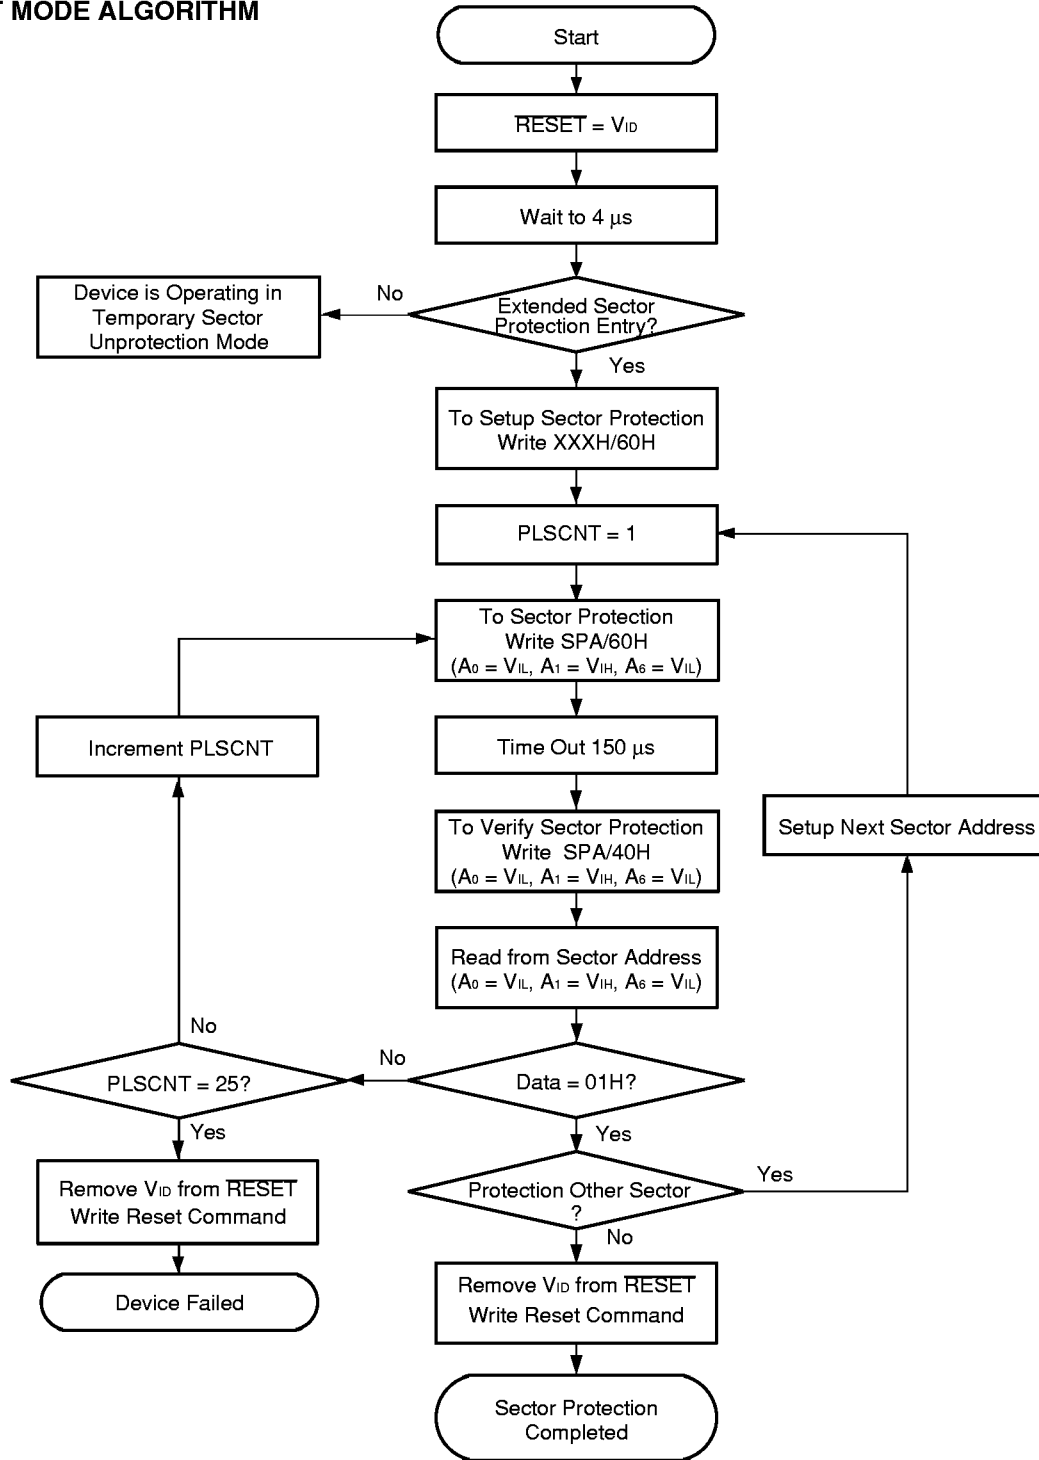 MODE ALGORITHM
Start
RESET = VID
Wait to 4 μs
Device is Operating in
Temporary Sector
Unprotection Mode
No
Extended Sector
Protection Entry?
Yes
To Setup Sector Protection
Write XXXH/60H
PLSCNT = 1
To Sector Protection
Write SPA/60H
(A0 = VIL, A1 = VIH, A6 = VIL)
Increment PLSCNT
Time Out 150 μs
To Verify Sector Protection
Write SPA/40H
(A0 = VIL, A1 = VIH, A6 = VIL)
Setup Next Sector Address
Read from Sector Address
(A0 = VIL, A1 = VIH, A6 = VIL)
No
PLSCNT = 25?
No
Data = 01H?
Yes
Yes
Protection Other Sector
?
Yes
No
Remove VID from RESET
Write Reset Command
Device Failed
Remove VID from RESET
Write Reset Command
Sector Protection
Completed